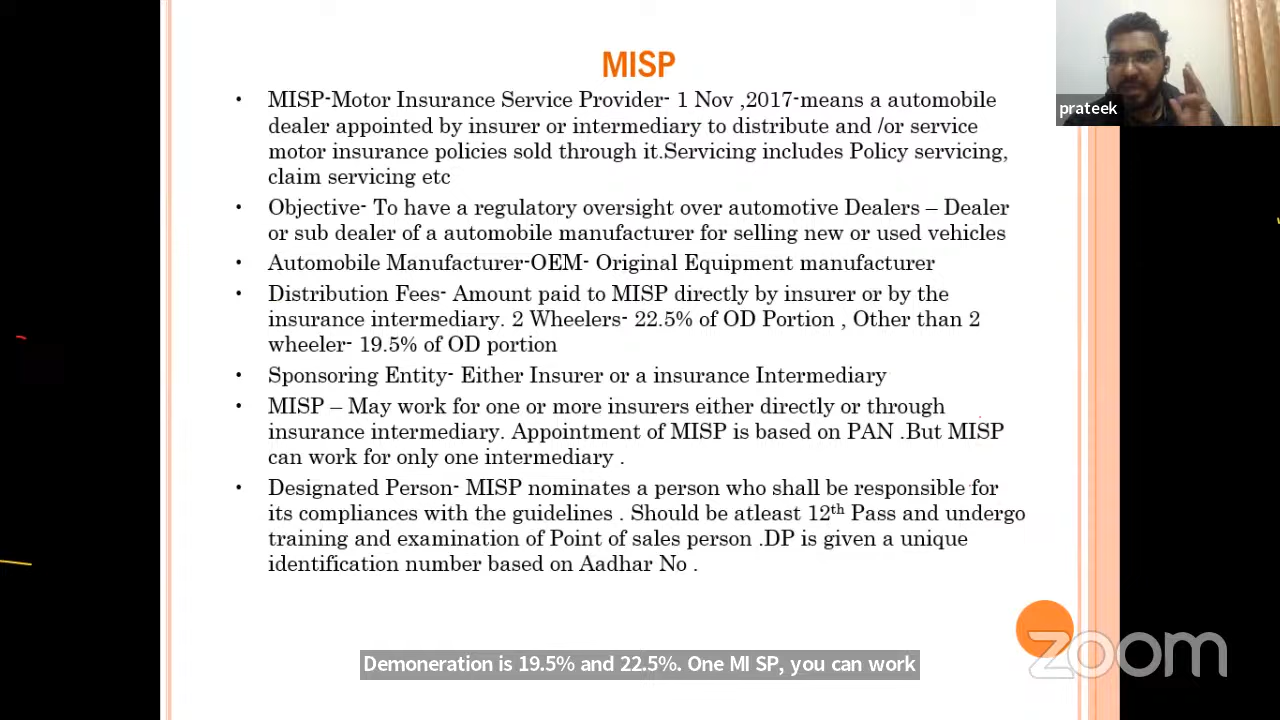 MISP
• MISP-Motor Insurance Service Provider- 1 Nov ,2017-means a automobile
dealer appointed by insurer or intermediary to distribute and /or service
motor insurance policies sold through it.Servicing includes Policy servicing,
claim servicing etc
• Objective- To have a regulatory oversight over automotive Dealers – Dealer
or sub dealer of a automobile manufacturer for selling new or used vehicles
• Automobile Manufacturer-OEM- Original Equipment manufacturer
• Distribution Fees- Amount paid to MISP directly by insurer or by the
insurance intermediary. 2 Wheelers- 22.5% of OD Portion , Other than 2
wheeler- 19.5% of OD portion
• Sponsoring Entity- Either Insurer or a insurance Intermediary
• MISP – May work for one or more insurers either directly or through
insurance intermediary. Appointment of MISP is based on PAN .But MISP
can work for only one intermediary .
• Designated Person- MISP nominates a person who shall be responsible for
its compliances with the guidelines . Should be atleast 12th Pass and undergo
training and examination of Point of sales person .DP is given a unique
identification number based on Aadhar No .
prateek
Demoneration is 19.5% and 22.5%. One MI SP, you can work
zoom